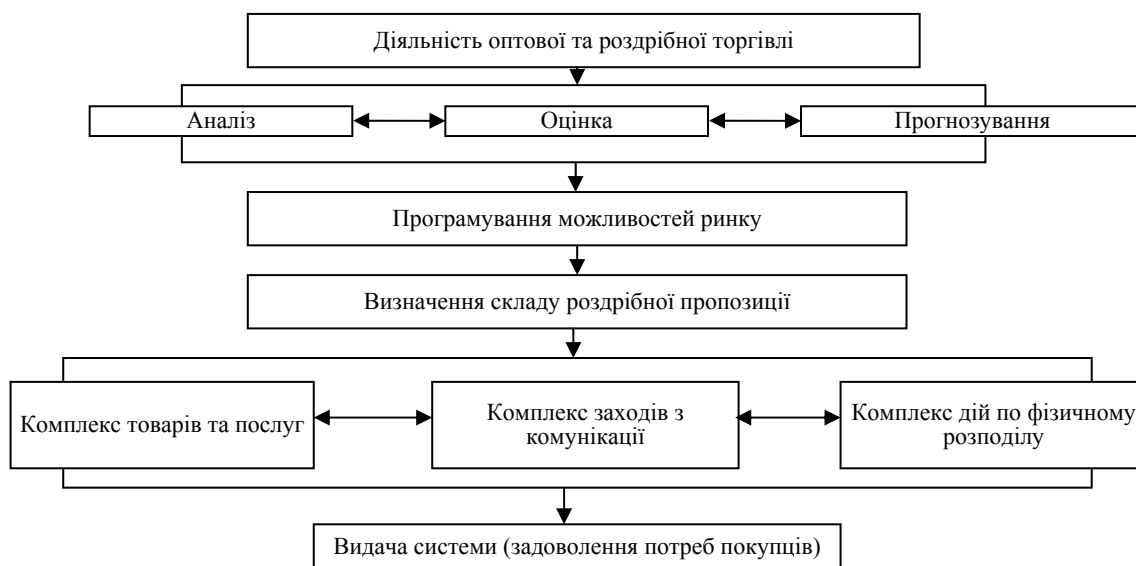 Діяльність оптової та роздрібної торгівлі
Аналіз
Оцінка
Прогнозування
Програмування можливостей ринку
Визначення складу роздрібної пропозиції
Комплекс товарів та послуг
Комплекс заходів з
комунікації
Комплекс дій по фізичному
розподілу
Видача системи (задоволення потреб покупців)